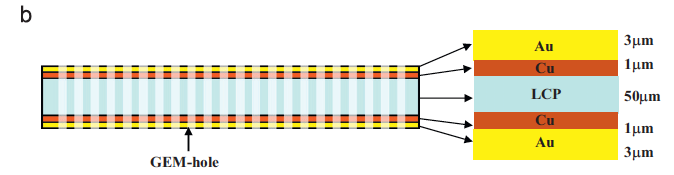 b
Au 3μm
Cu 1μm
LCP 50μm
Cu 1μm
Au 3μm
GEM-hole